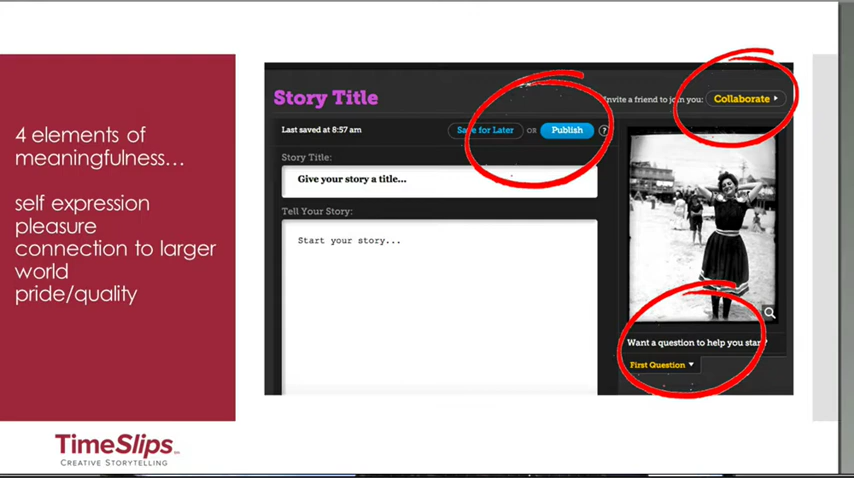 4 elements of
meaningfulness...
self expression
pleasure
connection to larger
world
pride/quality
TimeSlips
CREATIVE STORYTELLING
Story Title
Invite a friend to join you:
Collaborate
Last saved at 8:57 am
Save for Later
OR
Publish
?
Story Title:
Give your story a title...
Tell Your Story:
Start your story...
Want a question to help you start?
First Question